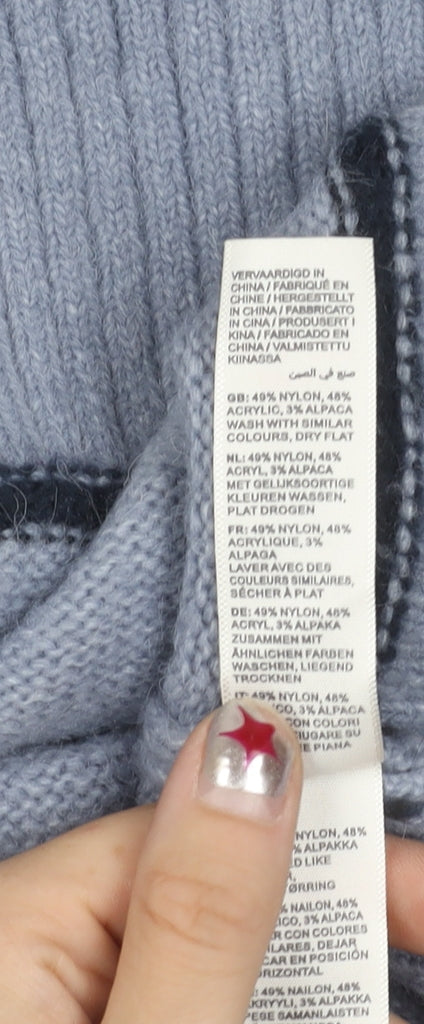 VERVAARDIGD IN
CHINA / FABRIQUÉ EN
CHINE / HERGESTELLT
IN CHINA / FABBRICATO
IN CINA / PRODUSERT I
KINA / FABRICADO EN
CHINA / VALMISTETTU
KIINASSA
صنع في الصين
GB: 49% NYLON, 48%
ACRYLIC, 3% ALPACA
WASH WITH SIMILAR
COLOURS, DRY FLAT
NL: 49% NYLON, 48%
ACRYL, 3% ALPACA
MET GELIJKSOORTIGE
KLEUREN WASSEN,
PLAT DROGEN
FR: 49% NYLON, 48%
ACRYLIQUE, 3%
ALPAGA
LAVER AVEC DES
COULEURS SIMILAIRES,
SÉCHER À PLAT
DE: 49% NYLON, 48%
ACRYL, 3% ALPAKA
ZUSAMMEN MIT
ÄHNLICHEN FARBEN
WASCHEN, LIEGEND
TROCKNEN
IT: 49% NYLON, 48%
3% ALPACA
CON COLORI
SU
PIANA
NYLON, 48%
ALPAKKA
LIKE
NAILON, 48%
3% ALPACA
CON COLORES
DEJAR
EN POSICIÓN
49% NAILON, 48%
3% ALPAKKA
SAMANLAISTEN